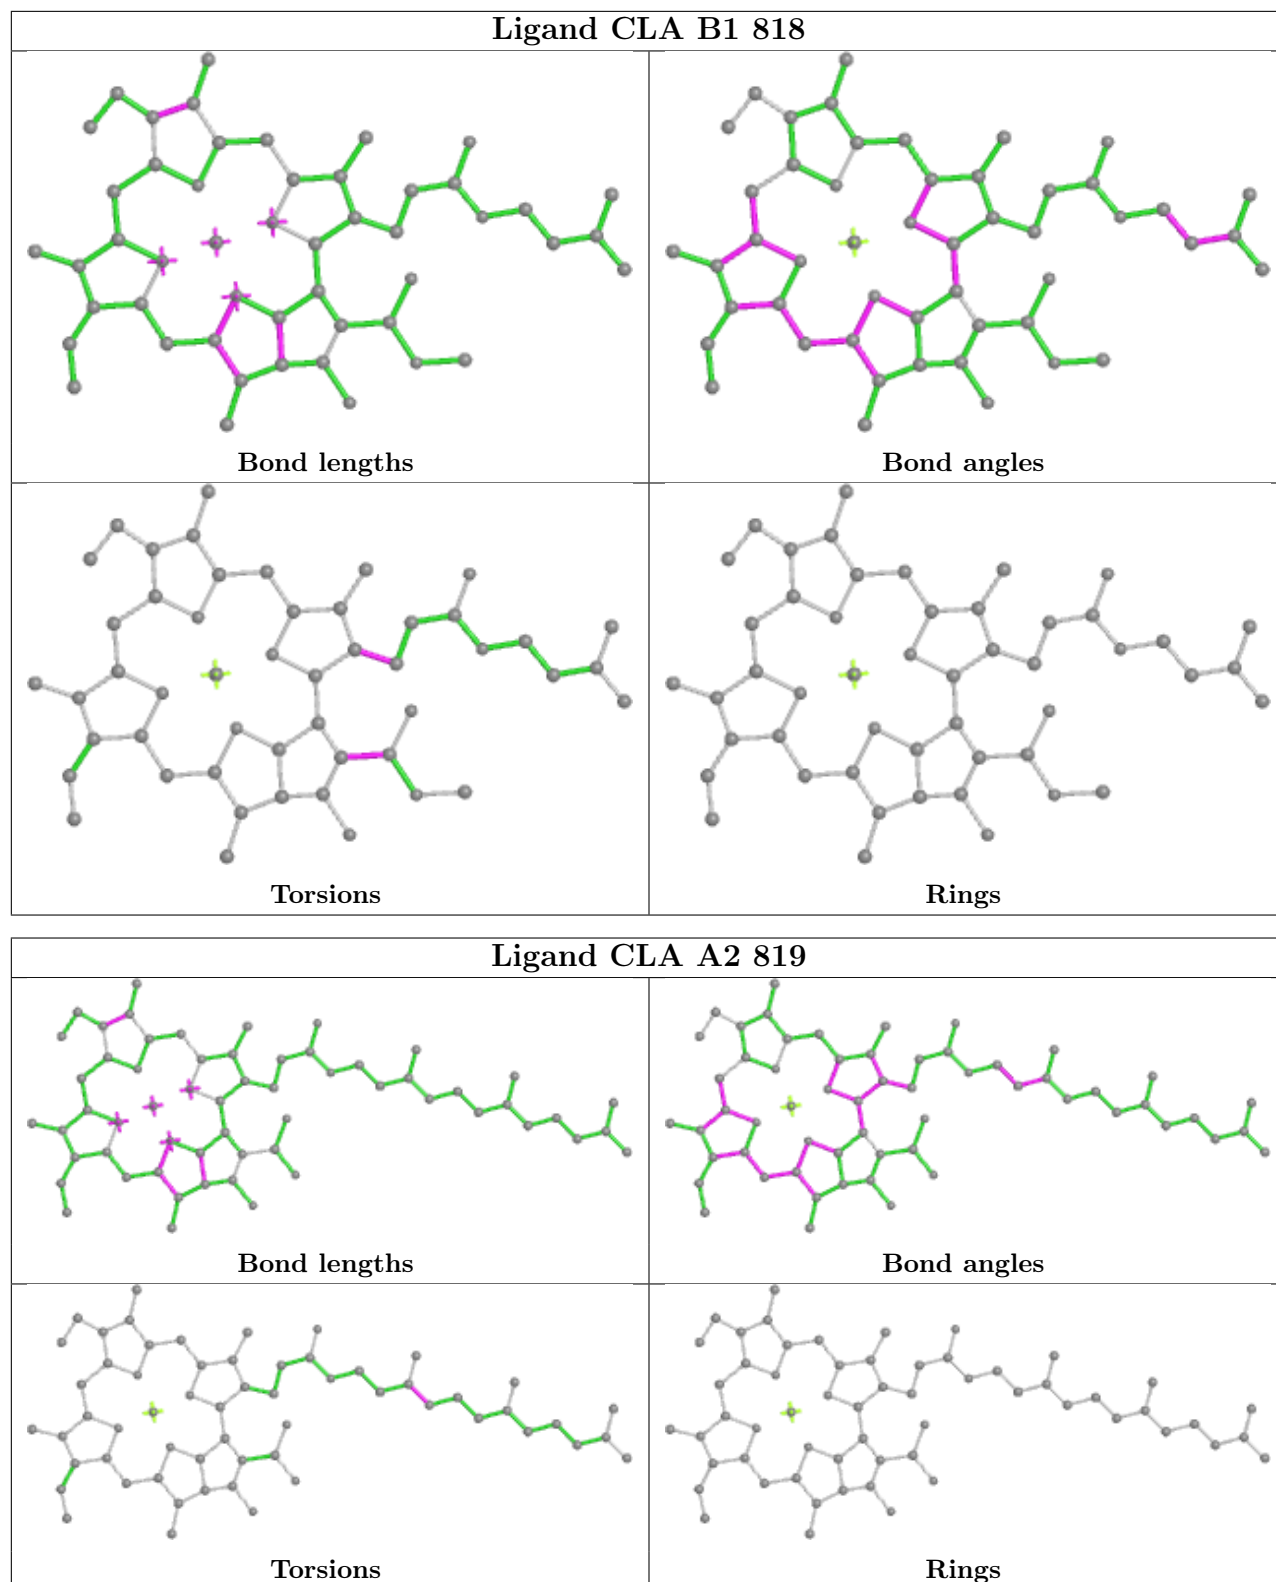 Ligand CLA B1 818
Bond lengths
Bond angles
Torsions
Rings
Ligand CLA A2 819
Bond lengths
Bond angles
Torsions
Rings